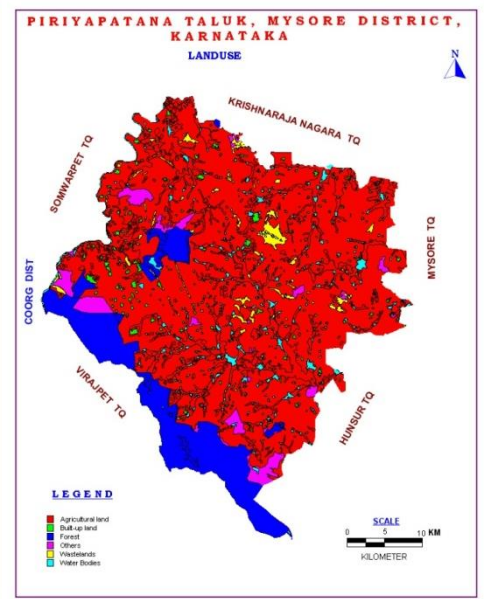 PIRIYAPATANA TALUK, MYSORE DISTRICT,
KARNATAKA
LANDUSE
N
KRISHNARAJA NAGARA TQ
SOMWARPET TQ
MYSORE TQ
COORG DIST
VIRAJPET TQ
HUNSUR TQ
LEGEND
Agricultural land
Built-up land
Forest
Others
Wastelands
Water Bodies
SCALE
0 5 10 KM
KILOMETER